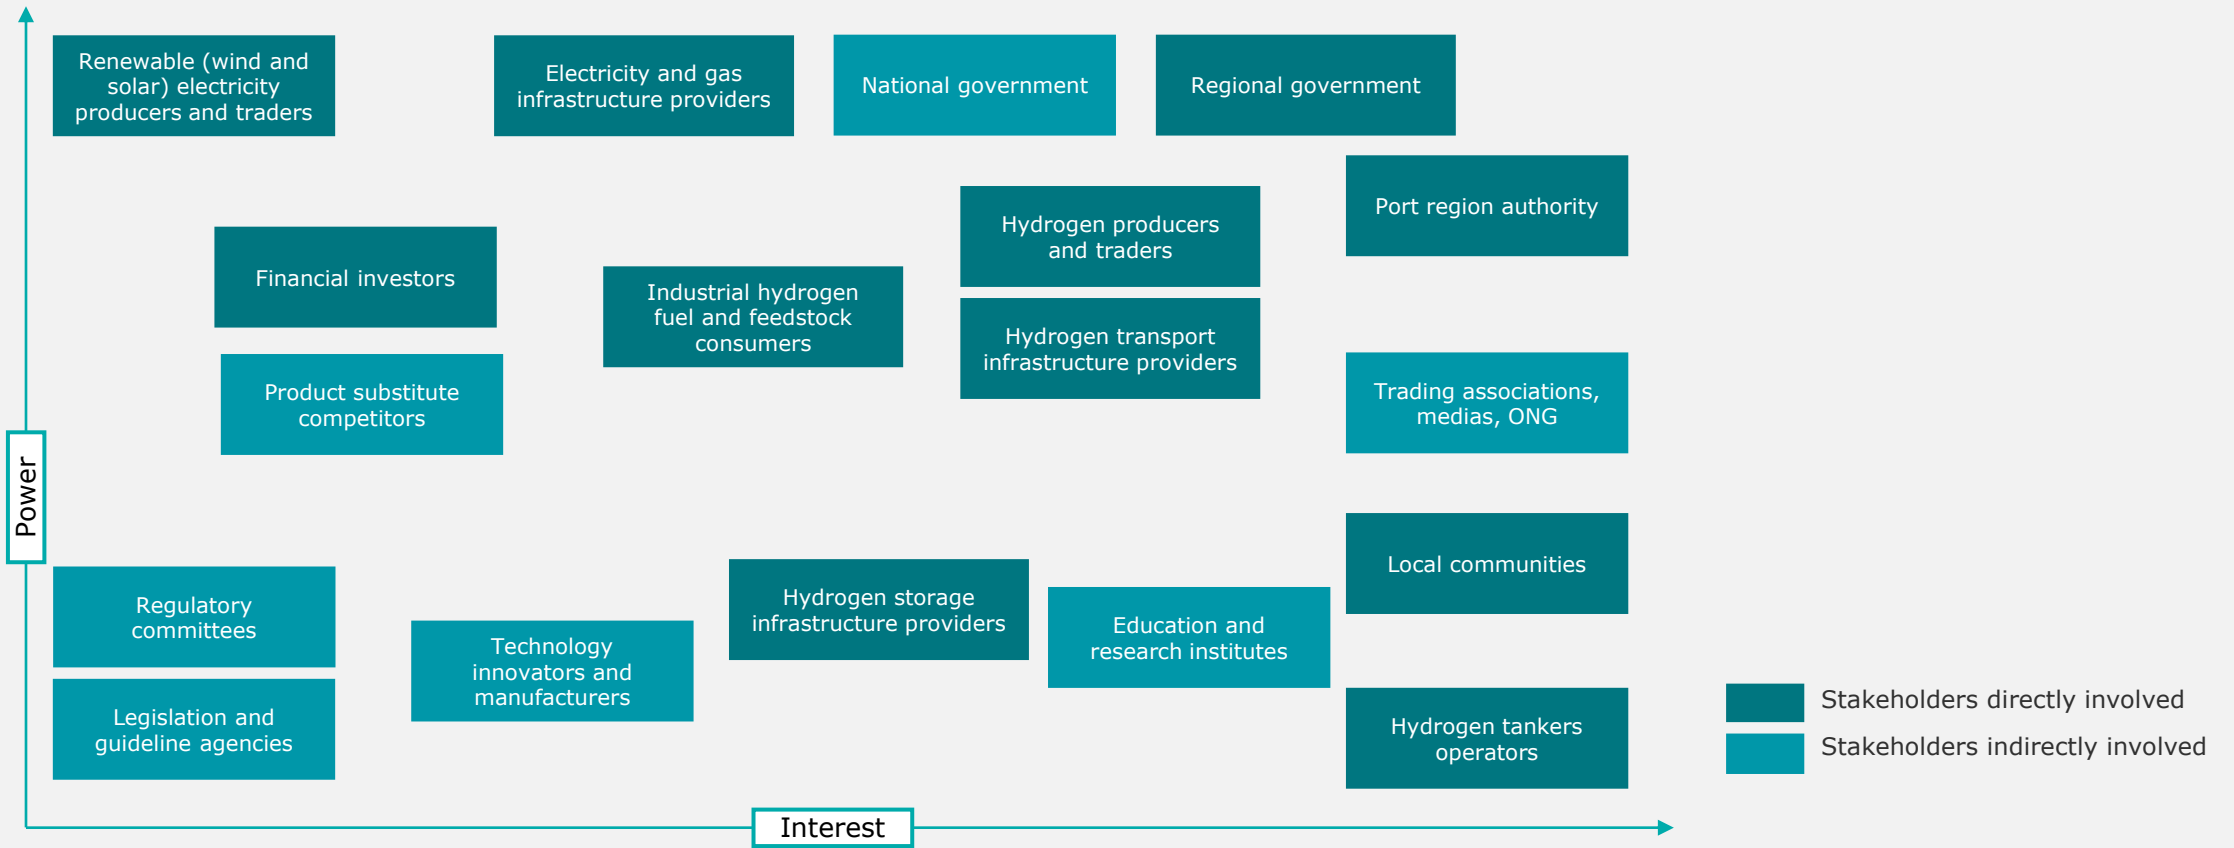 Renewable (wind and
solar) electricity
producers and traders
Electricity and gas
infrastructure providers
National government
Regional government
Port region authority
Hydrogen producers
and traders
Financial investors
Industrial hydrogen
fuel and feedstock
consumers
Hydrogen transport
infrastructure providers
Product substitute
competitors
Trading associations,
medias, ONG
Power
Local communities
Regulatory
committees
Hydrogen storage
infrastructure providers
Education and
research institutes
Technology
innovators and
manufacturers
Legislation and
guideline agencies
Hydrogen tankers
operators
Stakeholders directly involved
Stakeholders indirectly involved
Interest